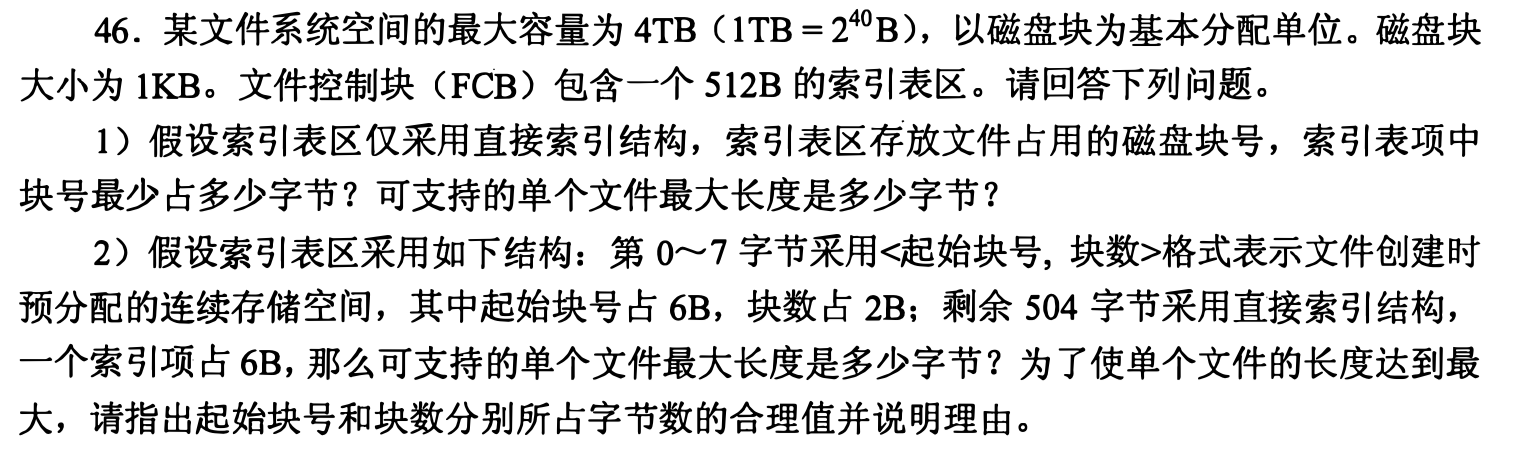 46．某文件系统空间的最大容量为 4TB（1TB = 2⁴⁰B），以磁盘块为基本分配单位。磁盘块
大小为 1KB。文件控制块（FCB）包含一个 512B 的索引表区。请回答下列问题。
1）假设索引表区仅采用直接索引结构，索引表区存放文件占用的磁盘块号，索引表项中
块号最少占多少字节？可支持的单个文件最大长度是多少字节？
2）假设索引表区采用如下结构：第 0～7 字节采用<起始块号, 块数>格式表示文件创建时
预分配的连续存储空间，其中起始块号占 6B，块数占 2B；剩余 504 字节采用直接索引结构，
一个索引项占 6B, 那么可支持的单个文件最大长度是多少字节？为了使单个文件的长度达到最
大，请指出起始块号和块数分别所占字节数的合理值并说明理由。